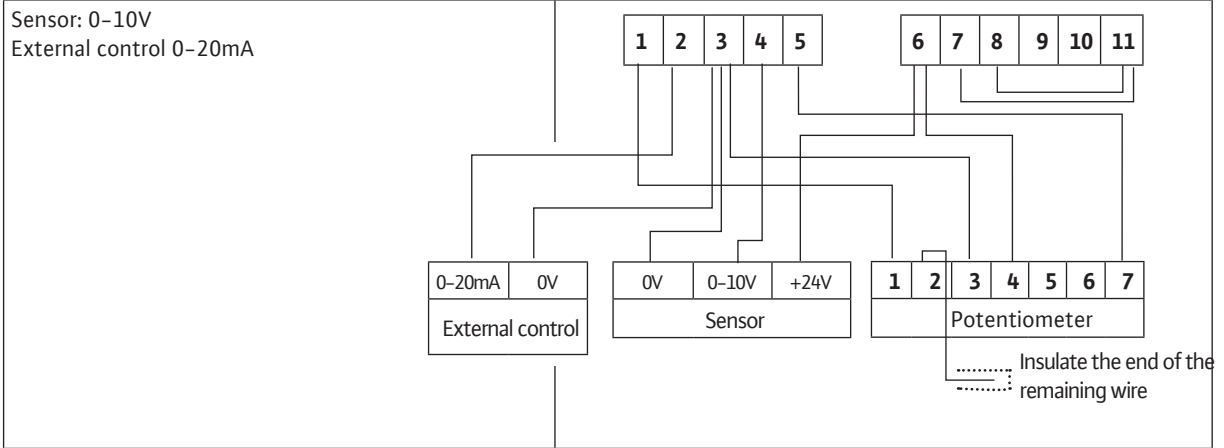 Sensor: 0–10V
External control 0–20mA
1 2 3 4 5
6 7 8 9 10 11
0–20mA 0V
External control
0V 0–10V +24V
Sensor
1 2 3 4 5 6 7
Potentiometer
Insulate the end of the
remaining wire